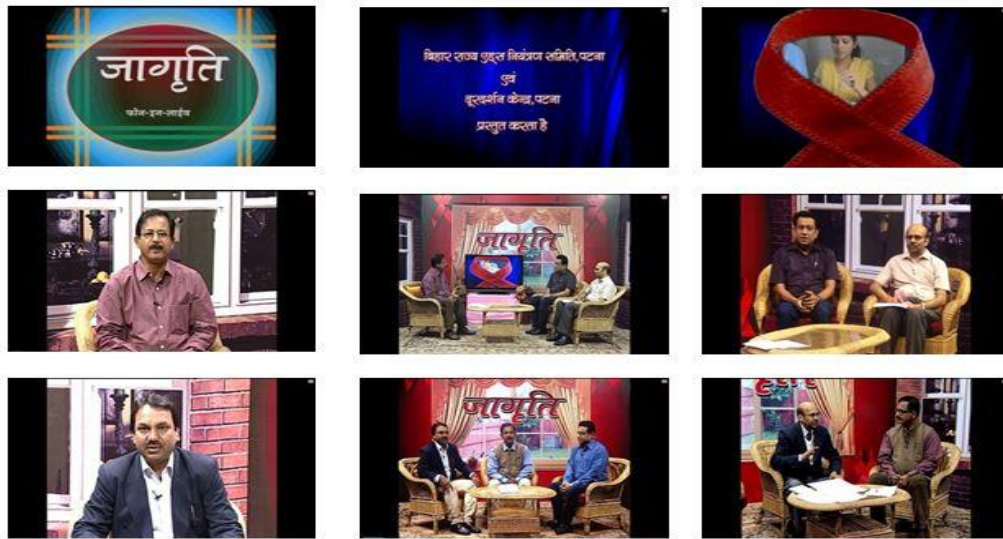 जागृति
फोन-इन-लाईव
बिहार राज्य एड्स नियंत्रण समिति, पटना
एवं
दूरदर्शन केन्द्र, पटना
प्रस्तुत करता है
जागृति
जागृति